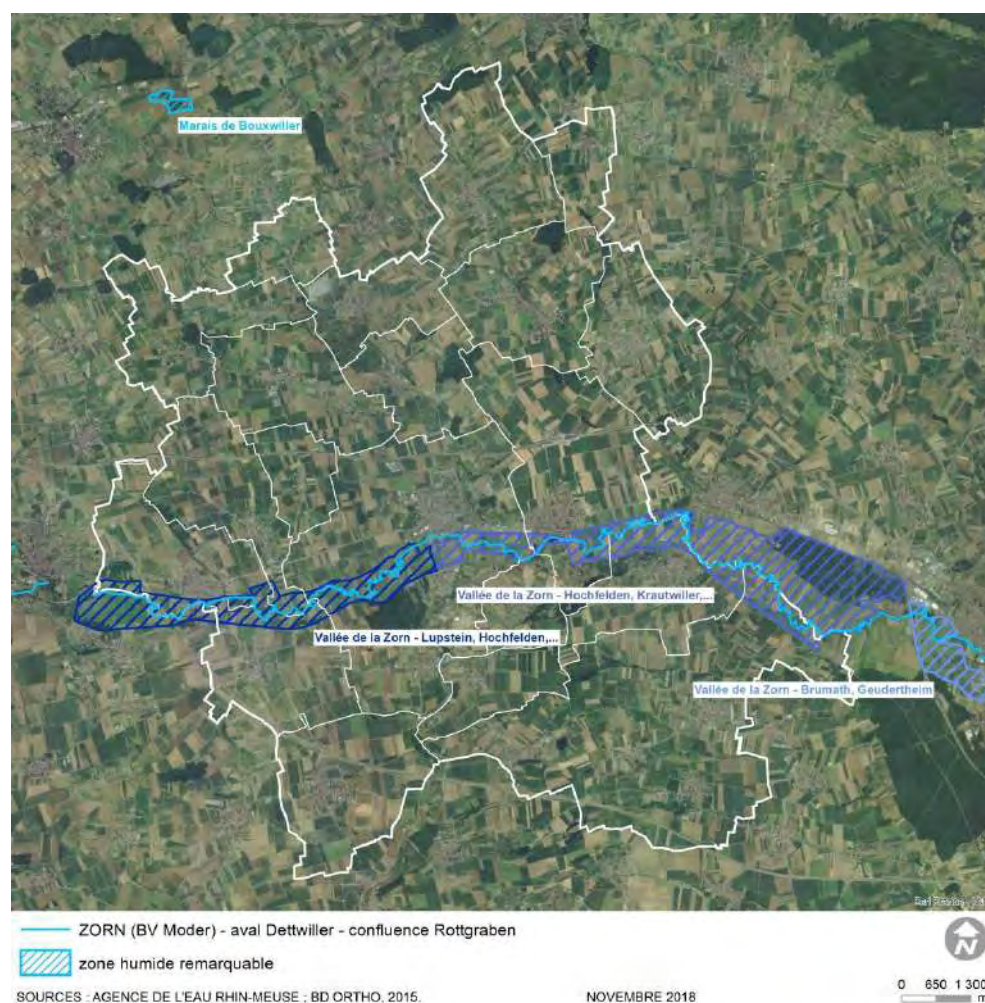 Marais de Bouxwiller
Vallée de la Zorn - Hochfelden, Krautwiller,...
Vallée de la Zorn - Lupstein, Hochfelden,...
Vallée de la Zorn - Brumath, Geudertheim
ZORN (BV Moder) - aval Dettwiller - confluence Rottgraben
zone humide remarquable
N
SOURCES : AGENCE DE L'EAU RHIN-MEUSE ; BD ORTHO, 2015.
NOVEMBRE 2018
0 650 1 300
m